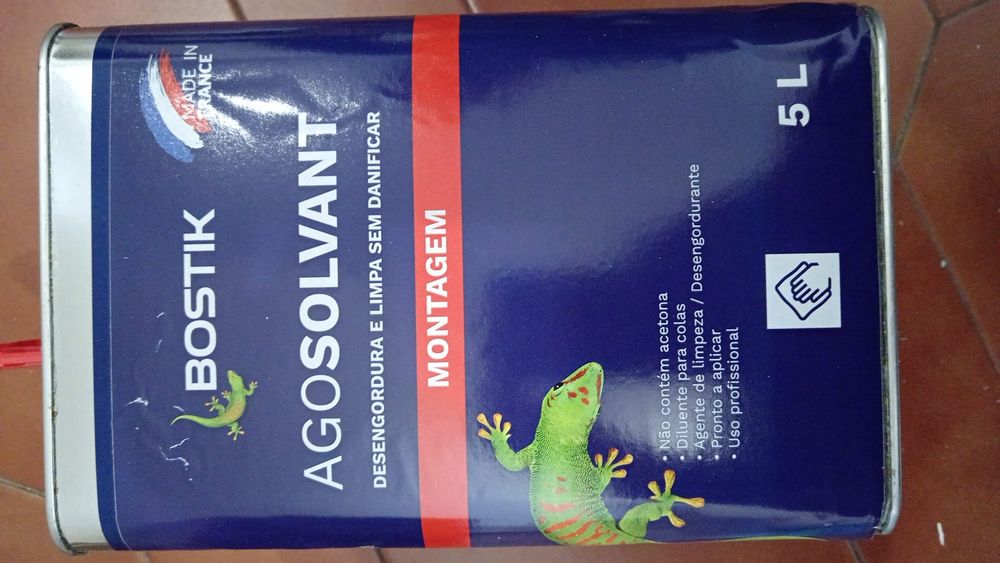 MADE IN
FRANCE
BOSTIK
AGOSOLVANT
DESENGORDURA E LIMPA SEM DANIFICAR
MONTAGEM
• Não contém acetona
• Diluente para colas
• Agente de limpeza / Desengordurante
• Pronto a aplicar
• Uso profissional
5 L